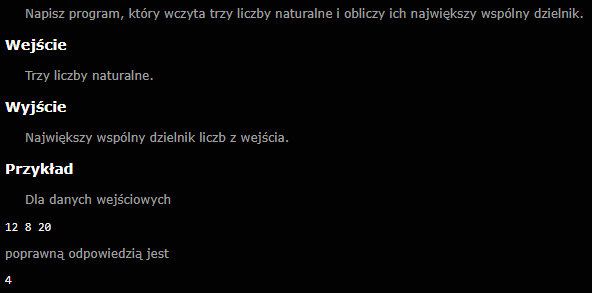 Napisz program, który wczyta trzy liczby naturalne i obliczy ich największy wspólny dzielnik.
Wejście
Trzy liczby naturalne.
Wyjście
Największy wspólny dzielnik liczb z wejścia.
Przykład
Dla danych wejściowych
12 8 20
poprawną odpowiedzią jest
4